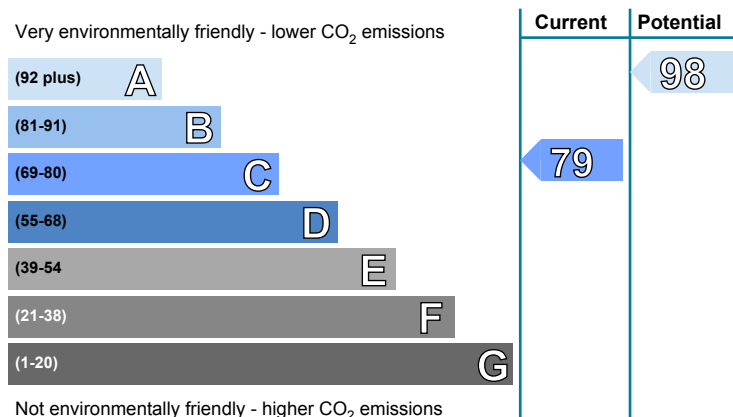 Very environmentally friendly - lower CO2 emissions
Current
Potential
(92 plus) A
98
(81-91) B
(69-80) C
79
(55-68) D
(39-54 E
(21-38) F
(1-20) G
Not environmentally friendly - higher CO2 emissions